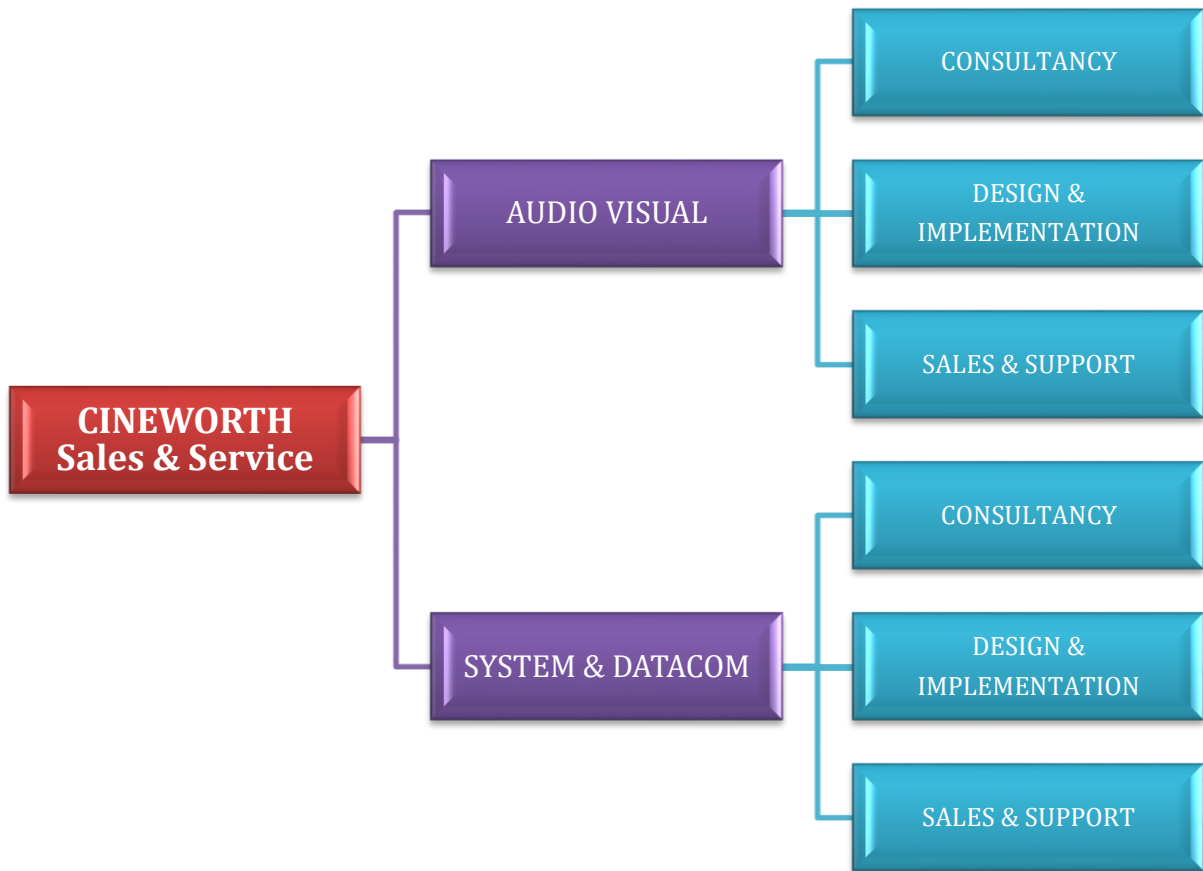 CINEWORTH
Sales & Service
AUDIO VISUAL
CONSULTANCY
DESIGN &
IMPLEMENTATION
SALES & SUPPORT
SYSTEM & DATACOM
CONSULTANCY
DESIGN &
IMPLEMENTATION
SALES & SUPPORT